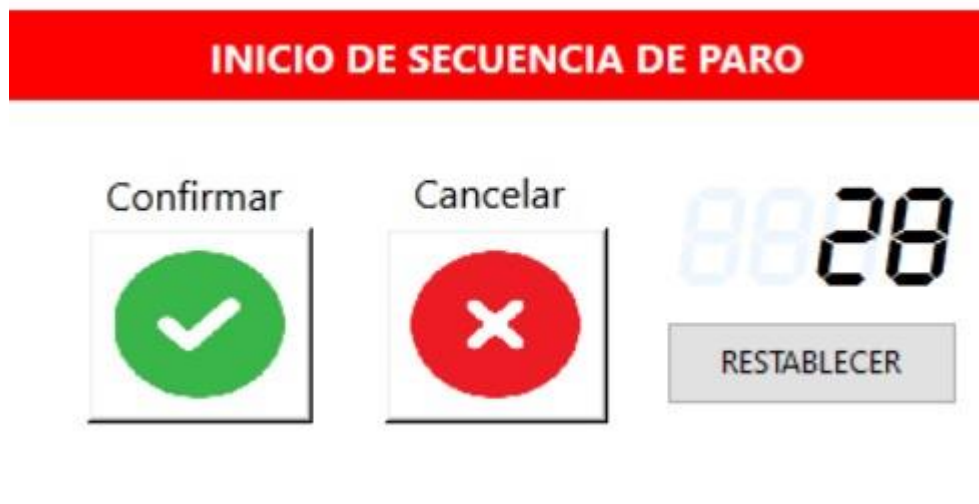 INICIO DE SECUENCIA DE PARO
Confirmar
Cancelar
28
RESTABLECER